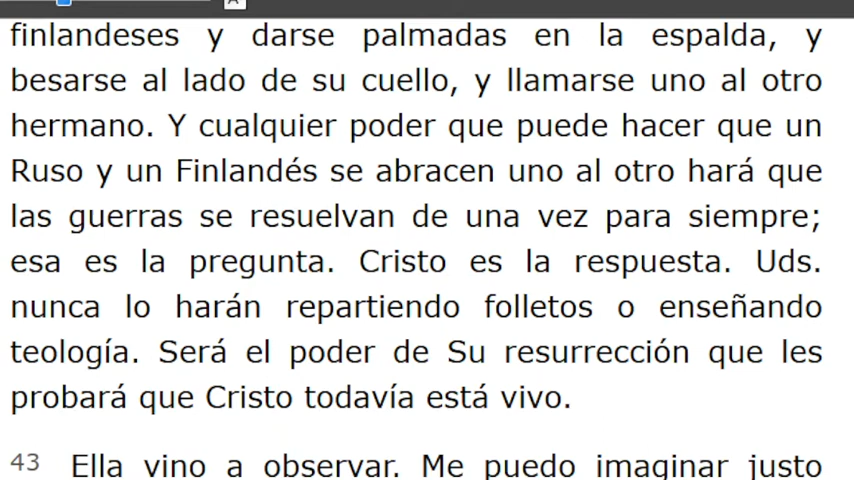 finlandeses y darse palmadas en la espalda, y
besarse al lado de su cuello, y llamarse uno al otro
hermano. Y cualquier poder que puede hacer que un
Ruso y un Finlandés se abracen uno al otro hará que
las guerras se resuelvan de una vez para siempre;
esa es la pregunta. Cristo es la respuesta. Uds.
nunca lo harán repartiendo folletos o enseñando
teología. Será el poder de Su resurrección que les
probará que Cristo todavía está vivo.
43 Ella vino a observar. Me puedo imaginar justo